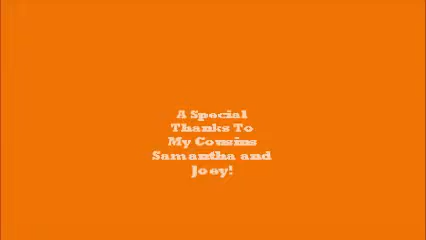 A Special
Thanks To
My Cousins
Samantha and
Joey!